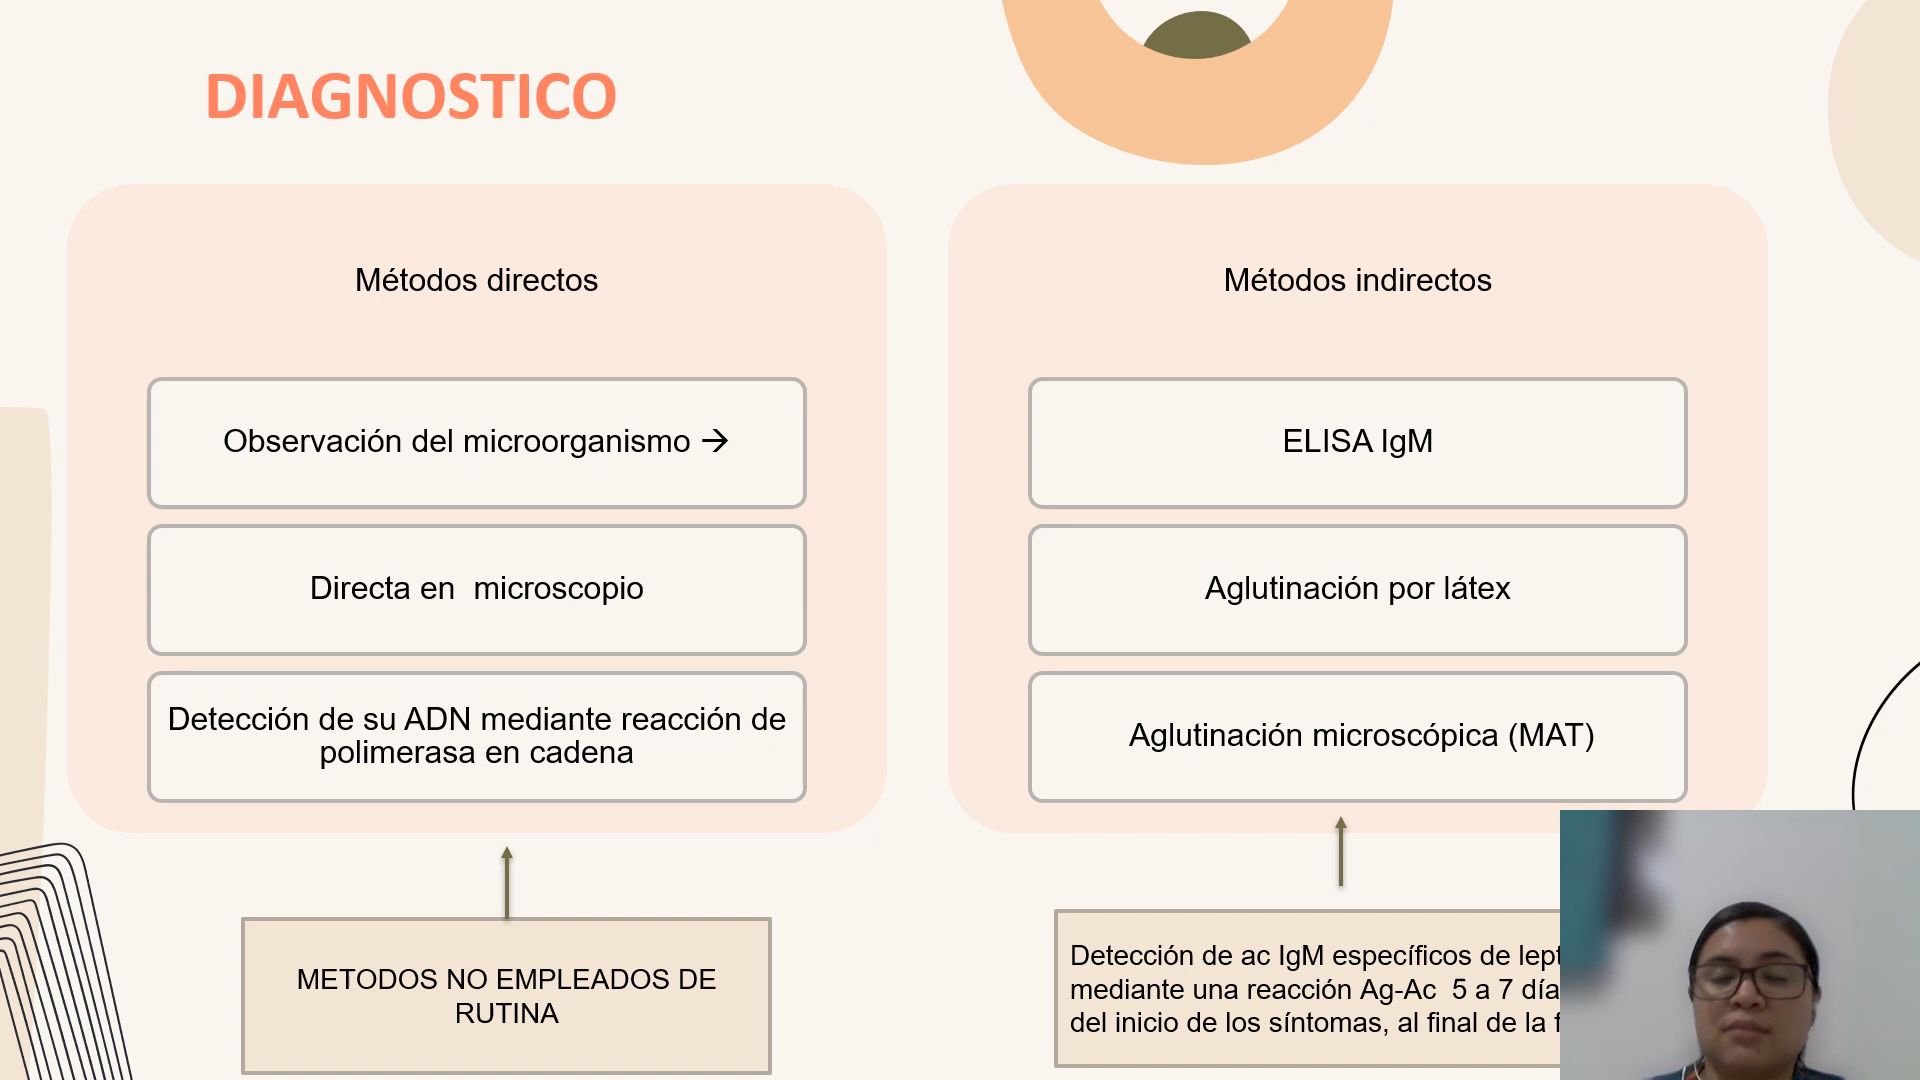 DIAGNOSTICO
Métodos directos
Observación del microorganismo →
Directa en  microscopio
Detección de su ADN mediante reacción de
polimerasa en cadena
METODOS NO EMPLEADOS DE
RUTINA
Métodos indirectos
ELISA IgM
Aglutinación por látex
Aglutinación microscópica (MAT)
Detección de ac IgM específicos de
mediante una reacción Ag-Ac  5 a 7
del inicio de los síntomas, al final de la